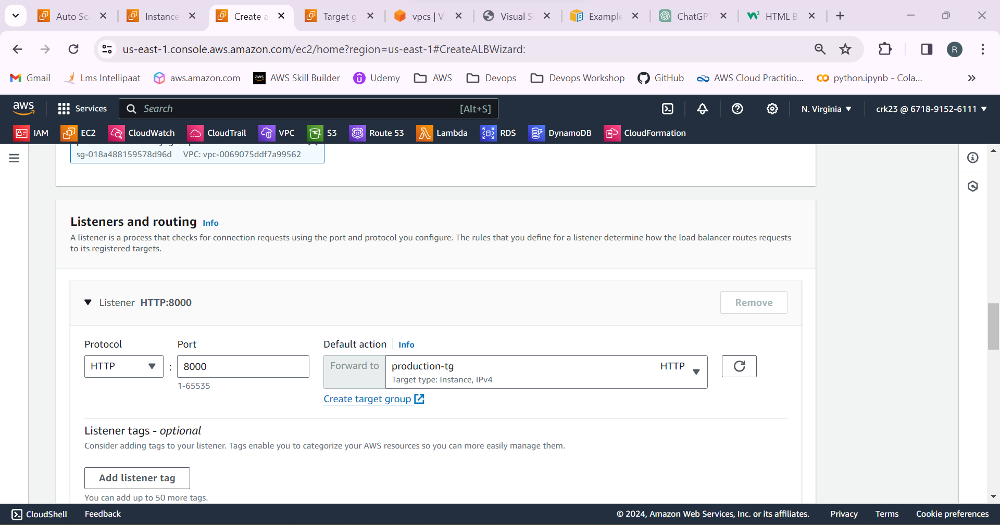 Auto Sc
Instance
Create a
Target g
vpcs | V
Visual S
Example
ChatGP
HTML B
us-east-1.console.aws.amazon.com/ec2/home?region=us-east-1#CreateALBWizard:
R
Gmail
Lms Intellipaat
aws.amazon.com
aws
AWS Skill Builder
Udemy
AWS
Devops
Devops Workshop
GitHub
AWS Cloud Practitio...
python.ipynb - Cola...
aws
Services
Search
[Alt+S]
N. Virginia
crk23 @ 6718-9152-6111
IAM
EC2
CloudWatch
CloudTrail
VPC
S3
Route 53
Lambda
RDS
DynamoDB
CloudFormation
sg-018a488159578d96d VPC: vpc-0069075ddf7a99562
Listeners and routing Info
A listener is a process that checks for connection requests using the port and protocol you configure. The rules that you define for a listener determine how the load balancer routes requests
to its registered targets.
Listener HTTP:8000
Remove
Protocol
Port
Default action Info
HTTP
:
8000
Forward to
production-tg
HTTP
Target type: Instance, IPv4
1-65535
Create target group
Listener tags - optional
Consider adding tags to your listener. Tags enable you to categorize your AWS resources so you can more easily manage them.
Add listener tag
You can add up to 50 more tags.
CloudShell
Feedback
© 2024, Amazon Web Services, Inc. or its affiliates.
Privacy
Terms
Cookie preferences